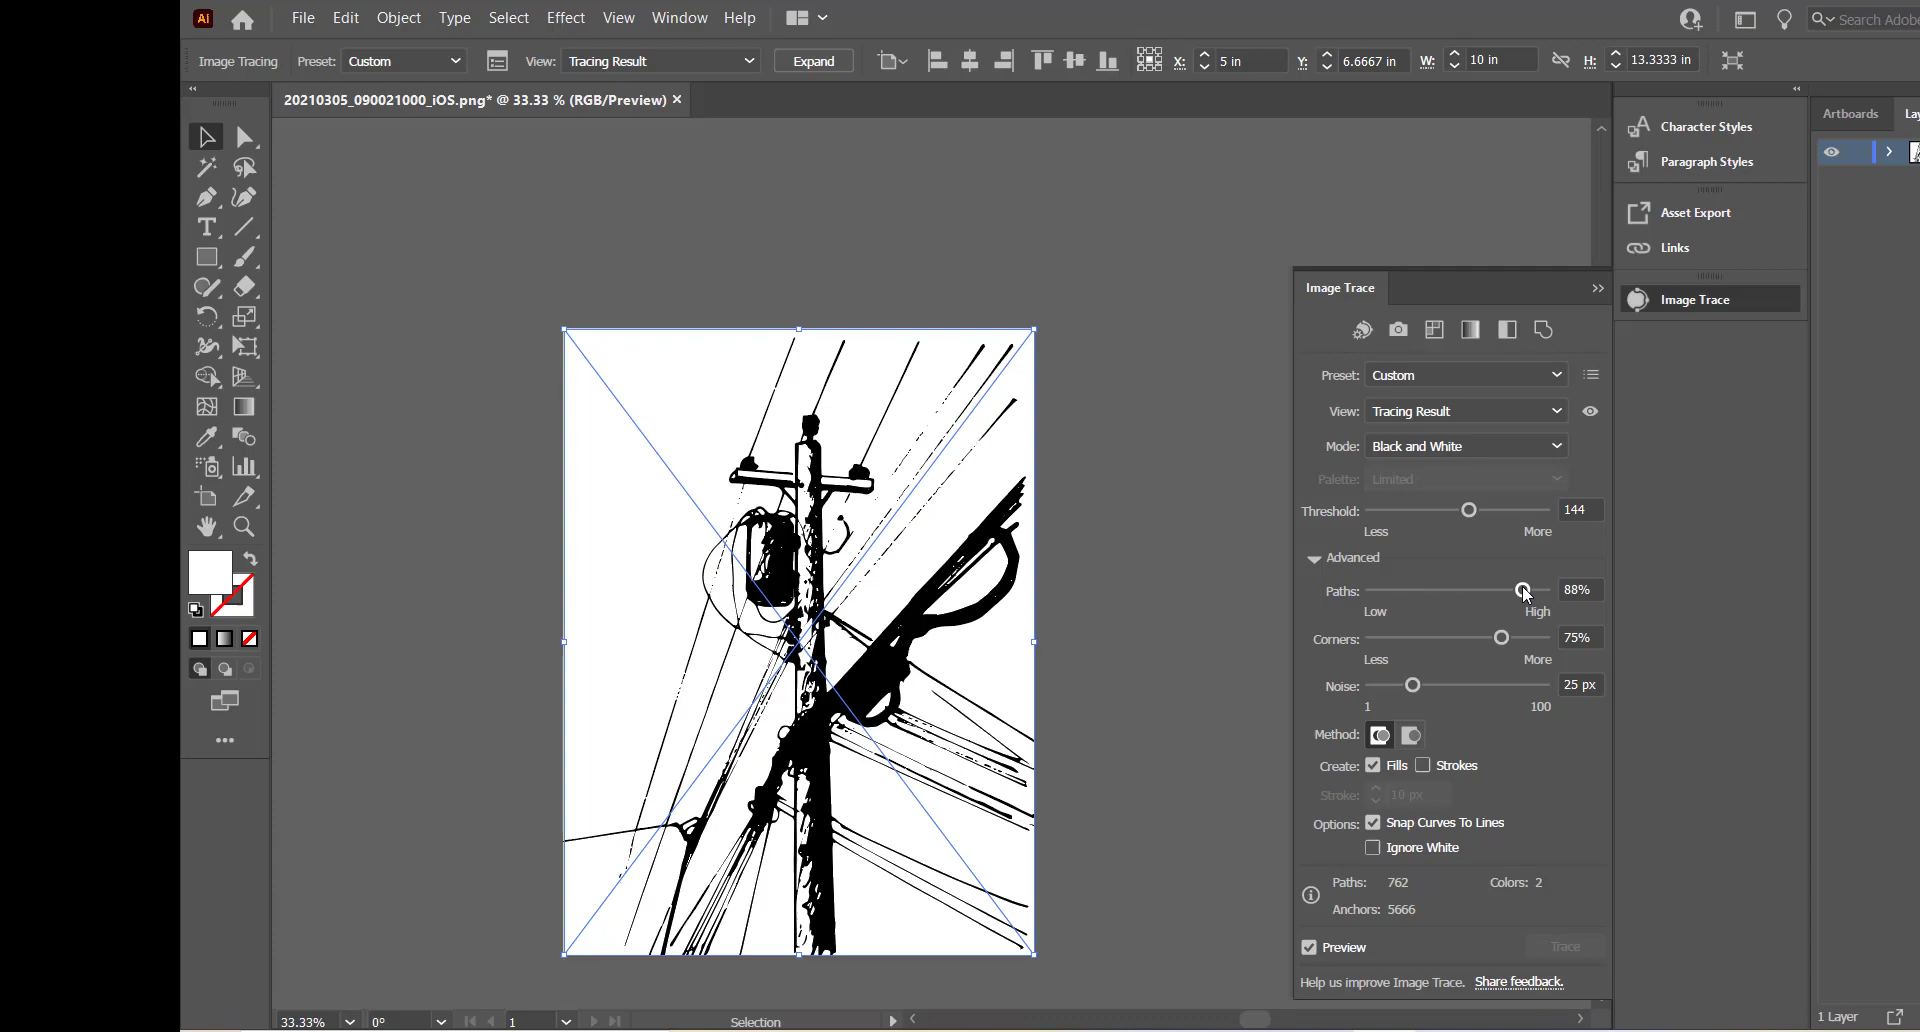 Ai File Edit Object Type Select Effect View Window Help Search Adobe
Image Tracing Preset: Custom View: Tracing Result Expand X: 5 in Y: 6.6667 in W: 10 in H: 13.3333 in
20210305_090021000_iOS.png* @ 33.33 % (RGB/Preview) ×
Character Styles
Paragraph Styles
Asset Export
Links
Image Trace
Artboards
Image Trace
Preset: Custom
View: Tracing Result
Mode: Black and White
Palette: Limited
Threshold: 144
Less More
Advanced
Paths: 88%
Low High
Corners: 75%
Less More
Noise: 25 px
1 100
Method:
Create: Fills Strokes
Stroke: 10 px
Options: Snap Curves To Lines
Ignore White
Paths: 762 Colors: 2
Anchors: 5666
Preview Trace
Help us improve Image Trace. Share feedback.
33.33% 0° 1 Selection
1 Layer